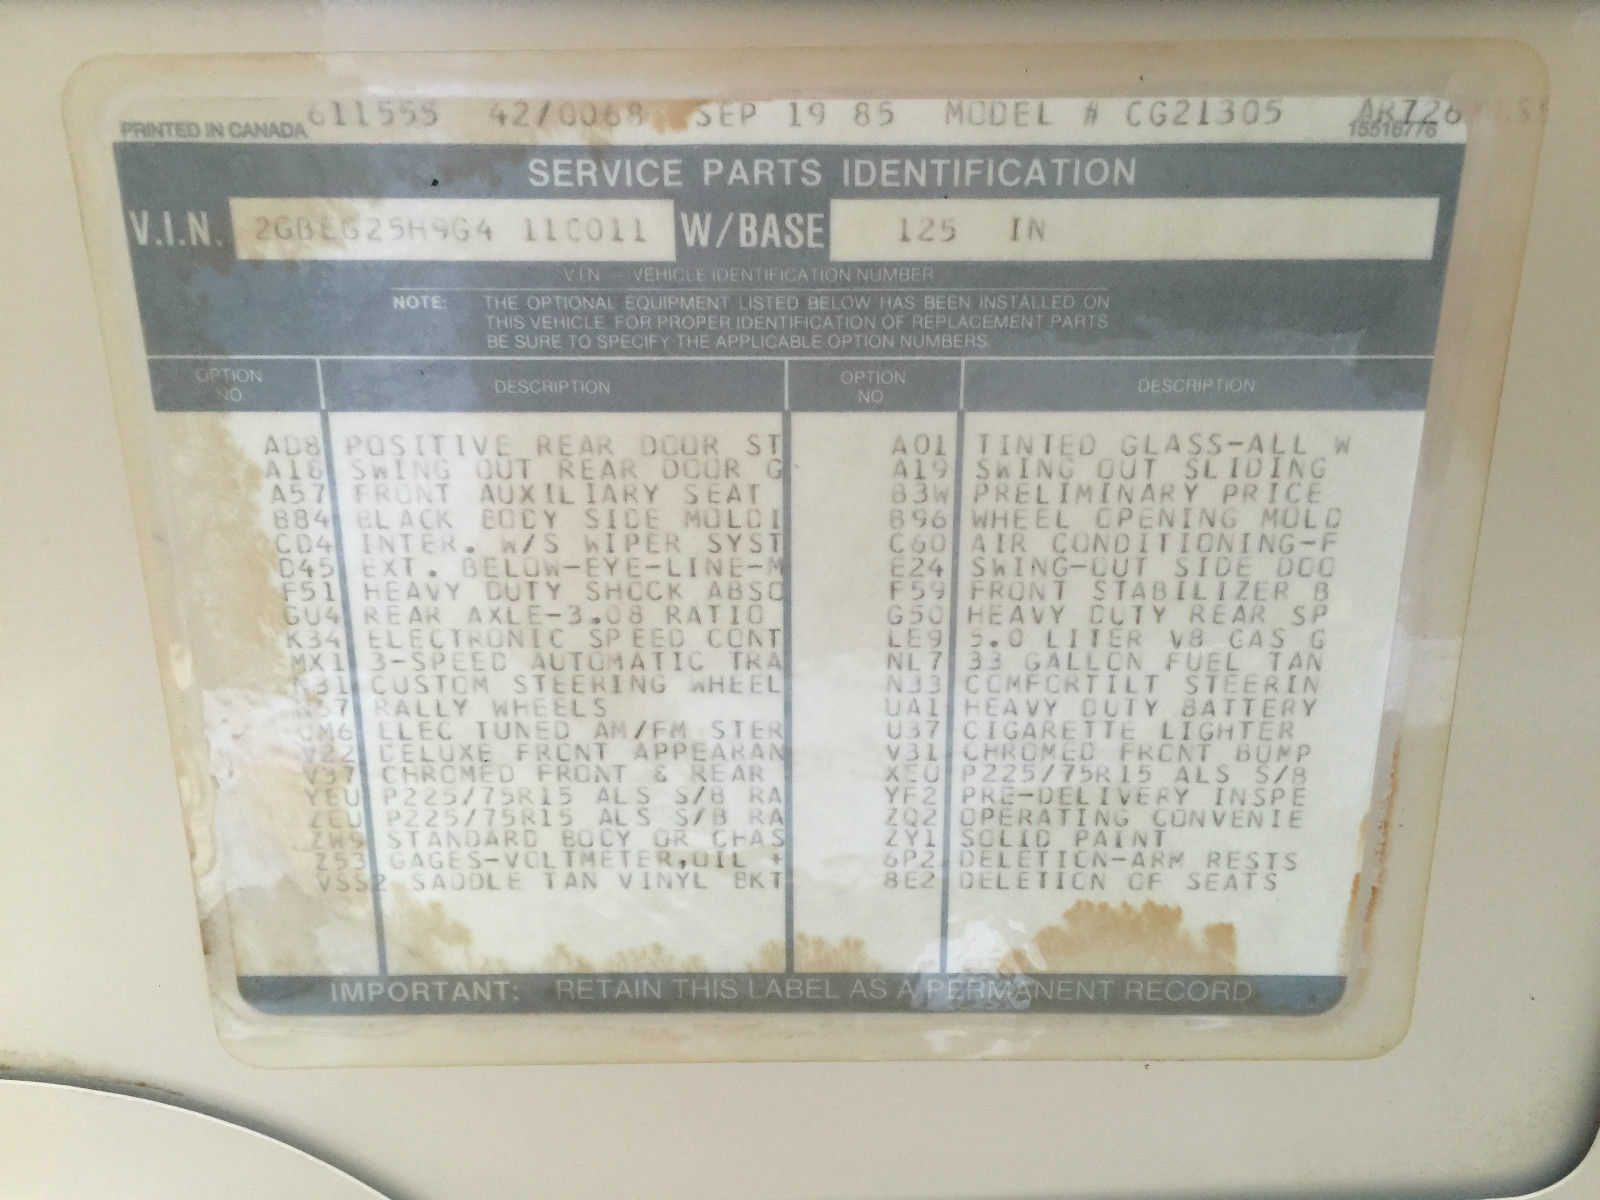 611555 42/0068 SEP 19 85 MODEL # CG21305
PRINTED IN CANADA 15516776
SERVICE PARTS IDENTIFICATION
V.I.N. 2GBEG25H9G4 110011 W/BASE 125 IN
V.I.N. — VEHICLE IDENTIFICATION NUMBER
NOTE: THE OPTIONAL EQUIPMENT LISTED BELOW HAS BEEN INSTALLED ON
THIS VEHICLE. FOR PROPER IDENTIFICATION OF REPLACEMENT PARTS
BE SURE TO SPECIFY THE APPLICABLE OPTION NUMBERS.
OPTION NO. DESCRIPTION OPTION NO DESCRIPTION
AD8 POSITIVE REAR DOOR ST A01 TINTED GLASS-ALL W
A18 SWING OUT REAR DOOR G A19 SWING OUT SLIDING
A57 FRONT AUXILIARY SEAT B3W PRELIMINARY PRICE
B84 BLACK BODY SIDE MOLDI B96 WHEEL OPENING MOLD
CD4 INTER. W/S WIPER SYST C60 AIR CONDITIONING-F
D45 EXT. BELOW-EYE-LINE-M E24 SWING-OUT SIDE DOO
F51 HEAVY DUTY SHOCK ABSO F59 FRONT STABILIZER B
GU4 REAR AXLE-3.08 RATIO G50 HEAVY DUTY REAR SP
K34 ELECTRONIC SPEED CONT LE9 5.0 LITER V8 GAS G
MX1 3-SPEED AUTOMATIC TRA NL7 33 GALLON FUEL TAN
N31 CUSTOM STEERING WHEEL N33 COMFORTILT STEERIN
N67 RALLY WHEELS UA1 HEAVY DUTY BATTERY
UM6 ELEC TUNED AM/FM STER U37 CIGARETTE LIGHTER
V22 DELUXE FRONT APPEARAN V31 CHROMED FRONT BUMP
V37 CHROMED FRONT & REAR XEU P225/75R15 ALS S/B
YEU P225/75R15 ALS S/B RA YF2 PRE-DELIVERY INSPE
ZEU P225/75R15 ALS S/B RA ZQ2 OPERATING CONVENIE
ZW9 STANDARD BODY OR CHAS ZY1 SOLID PAINT
Z53 GAGES-VOLTMETER,OIL + 6P2 DELETION-ARM RESTS
VSS2 SADDLE TAN VINYL BKT 8E2 DELETION OF SEATS
IMPORTANT: RETAIN THIS LABEL AS A PERMANENT RECORD